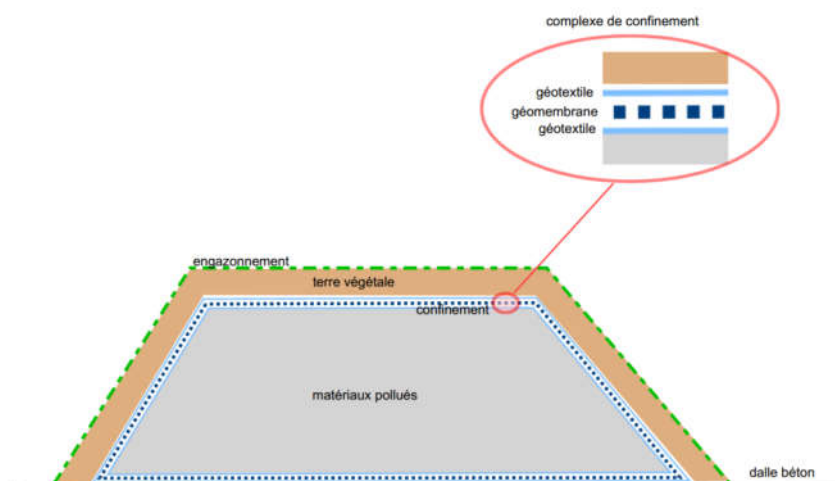 complexe de confinement
géotextile
géomembrane
géotextile
engazonnement
terre végétale
confinement
matériaux pollués
dalle béton